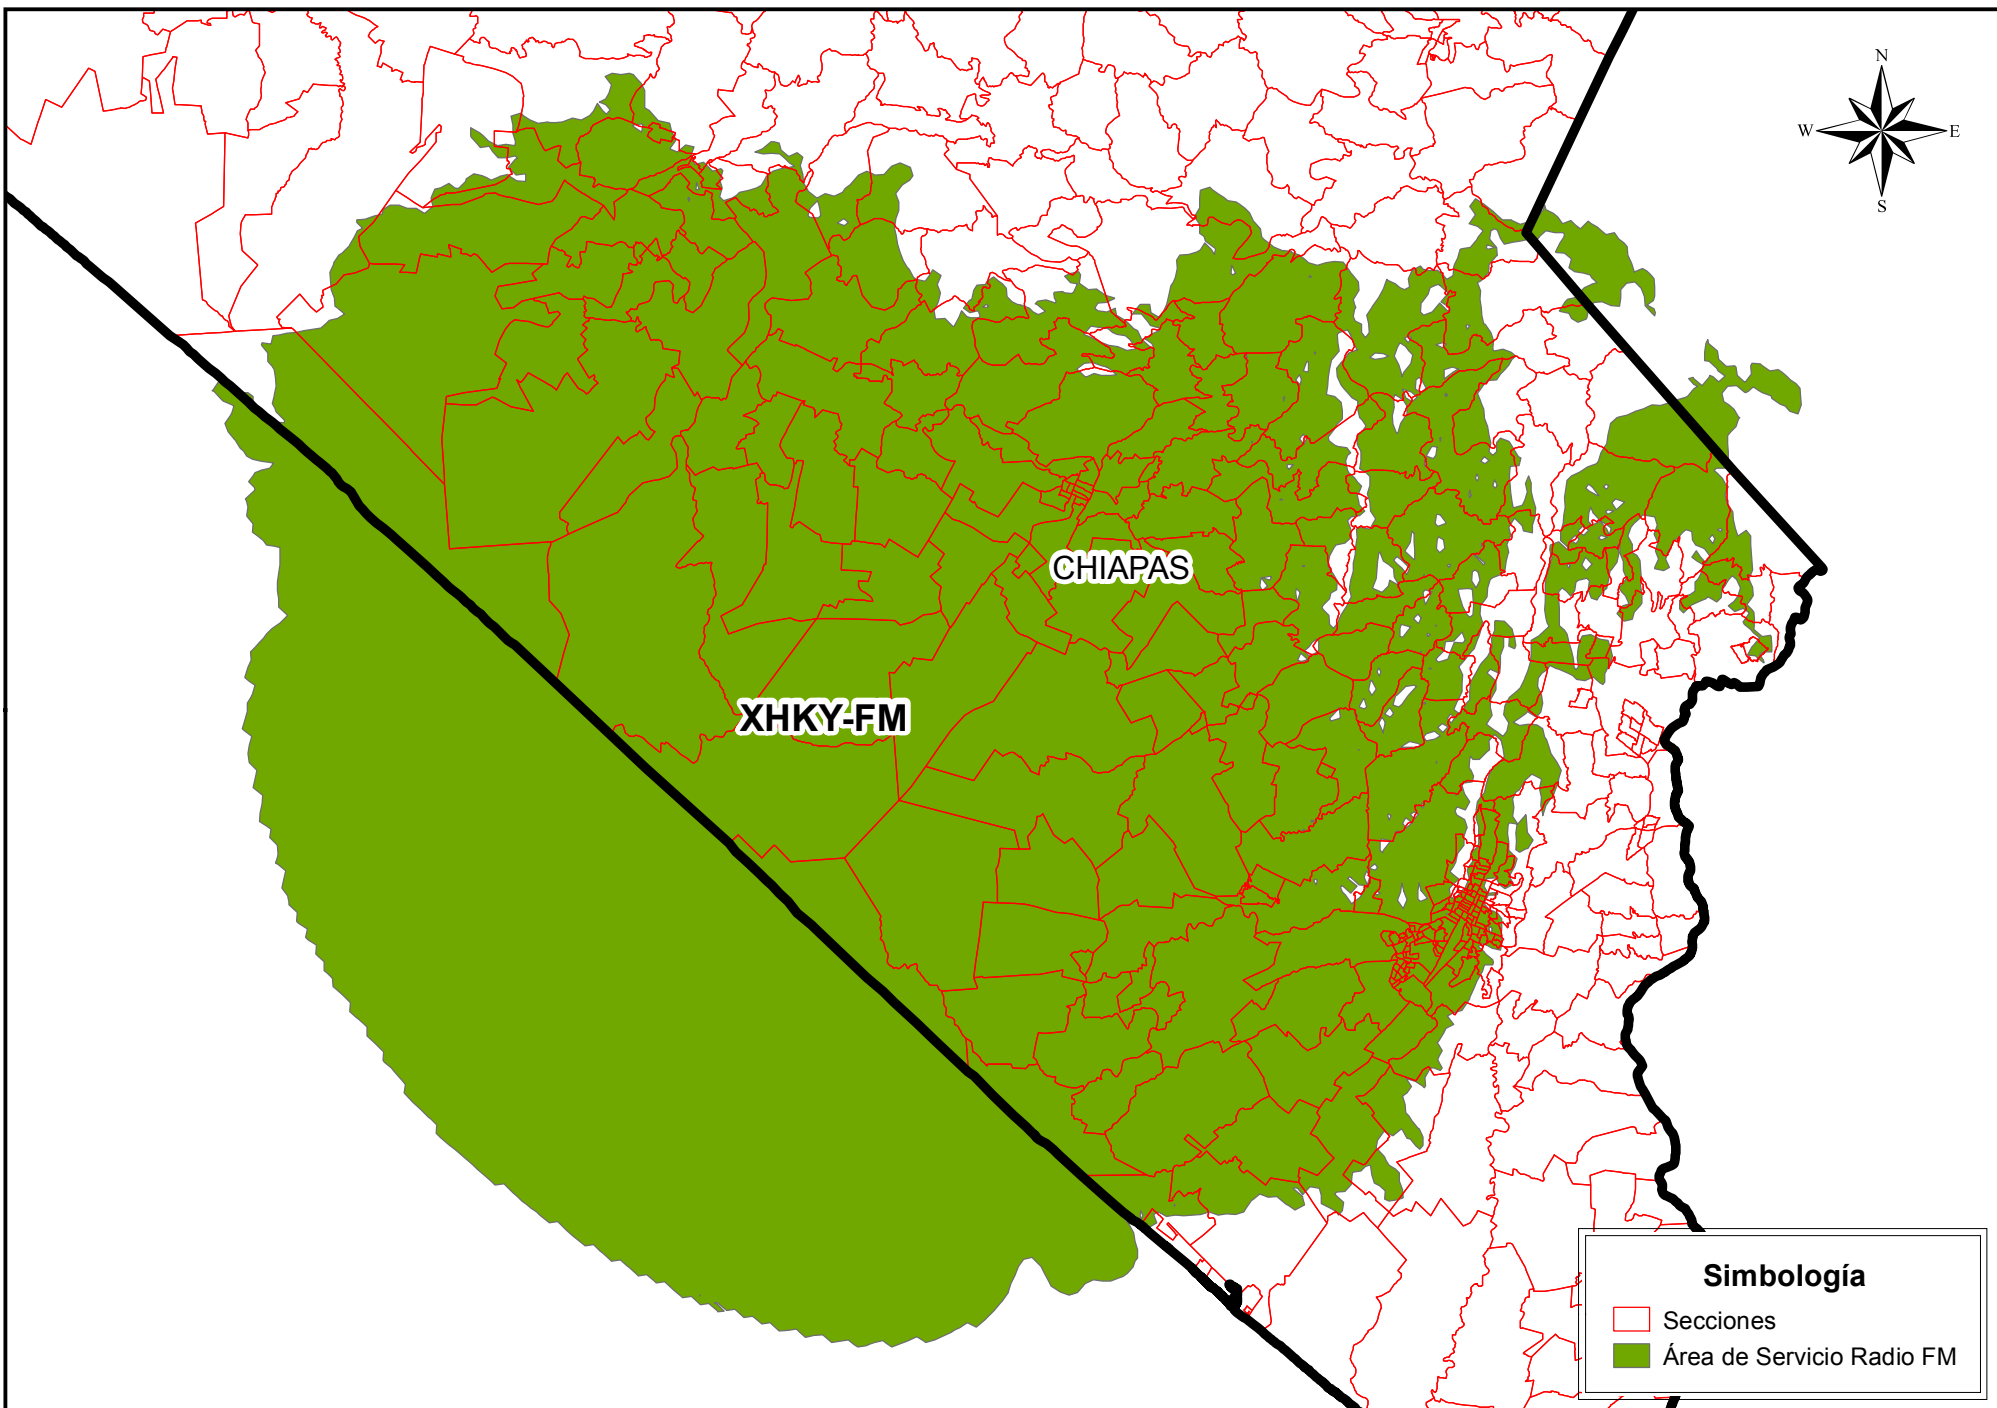 N
W E
S
CHIAPAS
XHKY-FM
Simbología
Secciones
Área de Servicio Radio FM